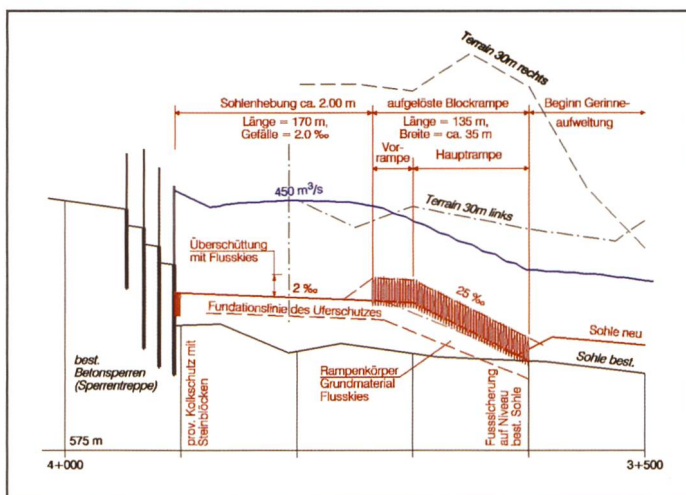 Terrain 30m rechts
Sohlenhebung ca. 2.00 m
aufgelöste Blockrampe
Beginn Gerinne-
aufweitung
Länge = 170 m,
Gefälle = 2.0 ‰
Länge = 135 m,
Breite = ca. 35 m
Vor-
rampe
Hauptrampe
450 m³/s
Terrain 30m links
Überschüttung
mit Flusskies
2 ‰
25 ‰
Fundationslinie des Uferschutzes
Sohle neu
Sohle best.
best.
Betonsperren
(Sperrentreppe)
prov. Kolkschutz mit
Steinblöcken
Rampenkörper
Grundmaterial
Flusskies
Fusssicherung
auf Niveau
best. Sohle
575 m
4+000
3+500